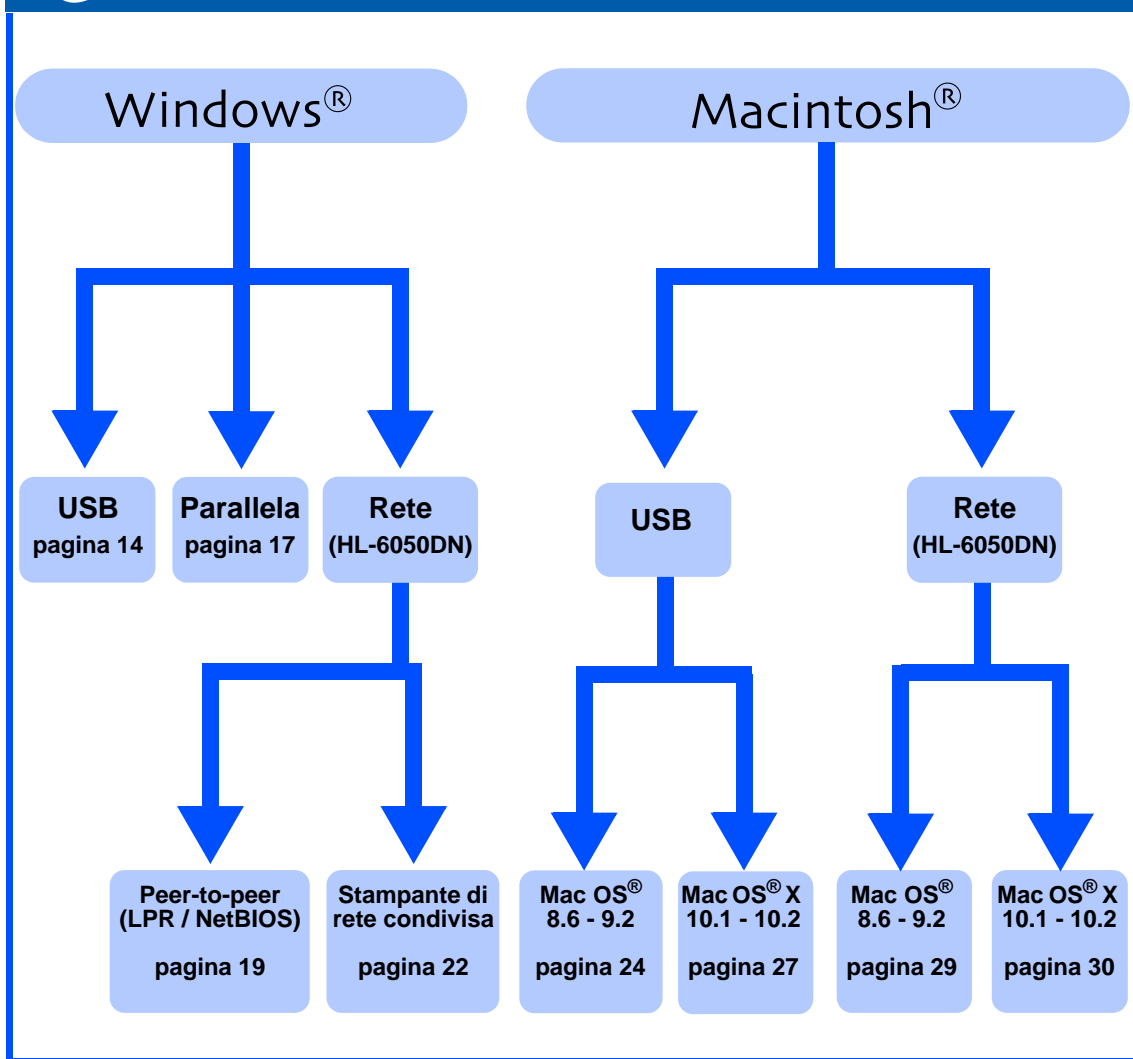 Windows®
Macintosh®
USB
pagina 14
Parallela
pagina 17
Rete
(HL-6050DN)
USB
Rete
(HL-6050DN)
Peer-to-peer
(LPR / NetBIOS)
pagina 19
Stampante di
rete condivisa
pagina 22
Mac OS®
8.6 - 9.2
pagina 24
Mac OS® X
10.1 - 10.2
pagina 27
Mac OS®
8.6 - 9.2
pagina 29
Mac OS® X
10.1 - 10.2
pagina 30